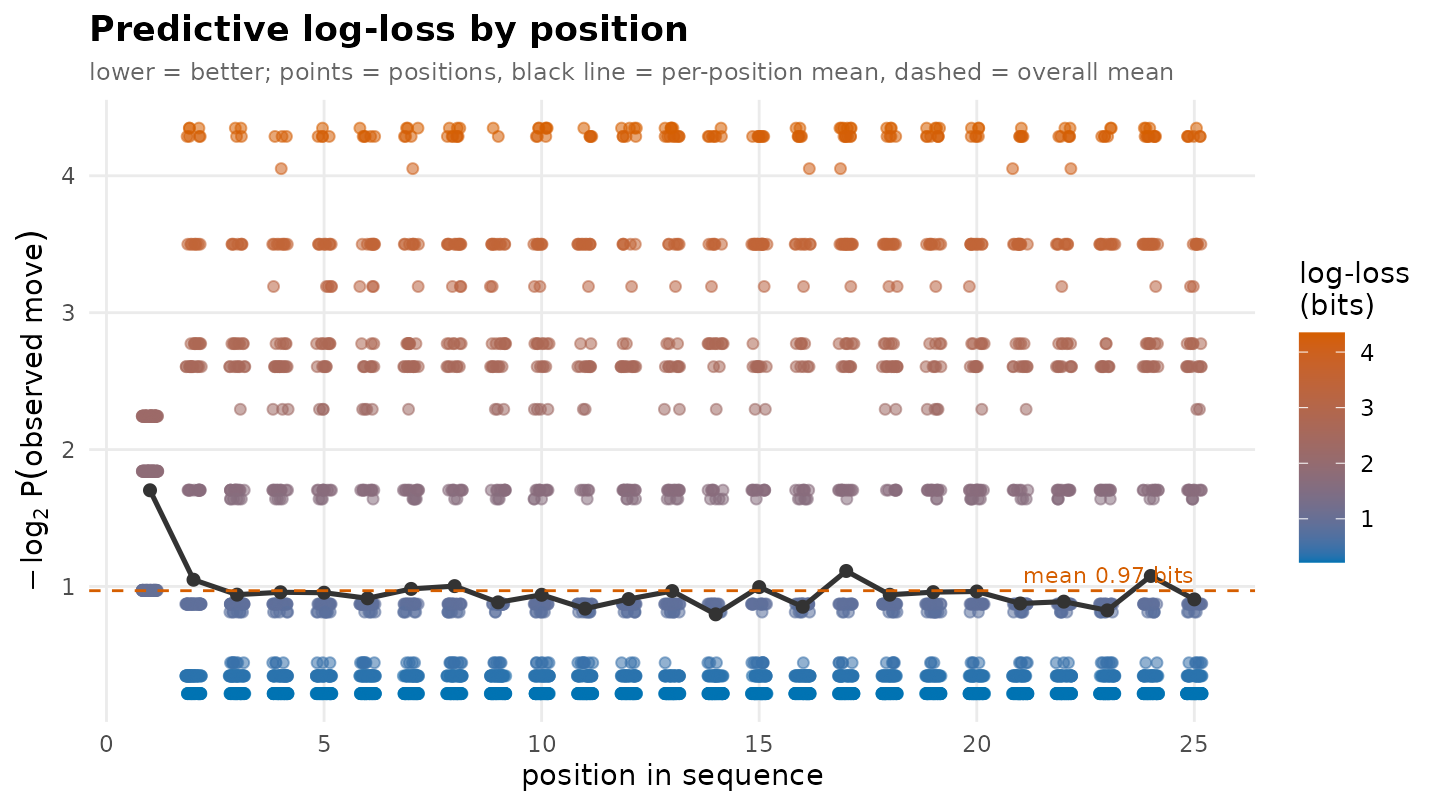 Predictive log-loss by position
lower = better; points = positions, black line = per-position mean, dashed = overall mean
− log₂ P(observed move)
4
3
2
1
mean 0.97 bits
0
5
10
15
20
25
position in sequence
log-loss
(bits)
4
3
2
1